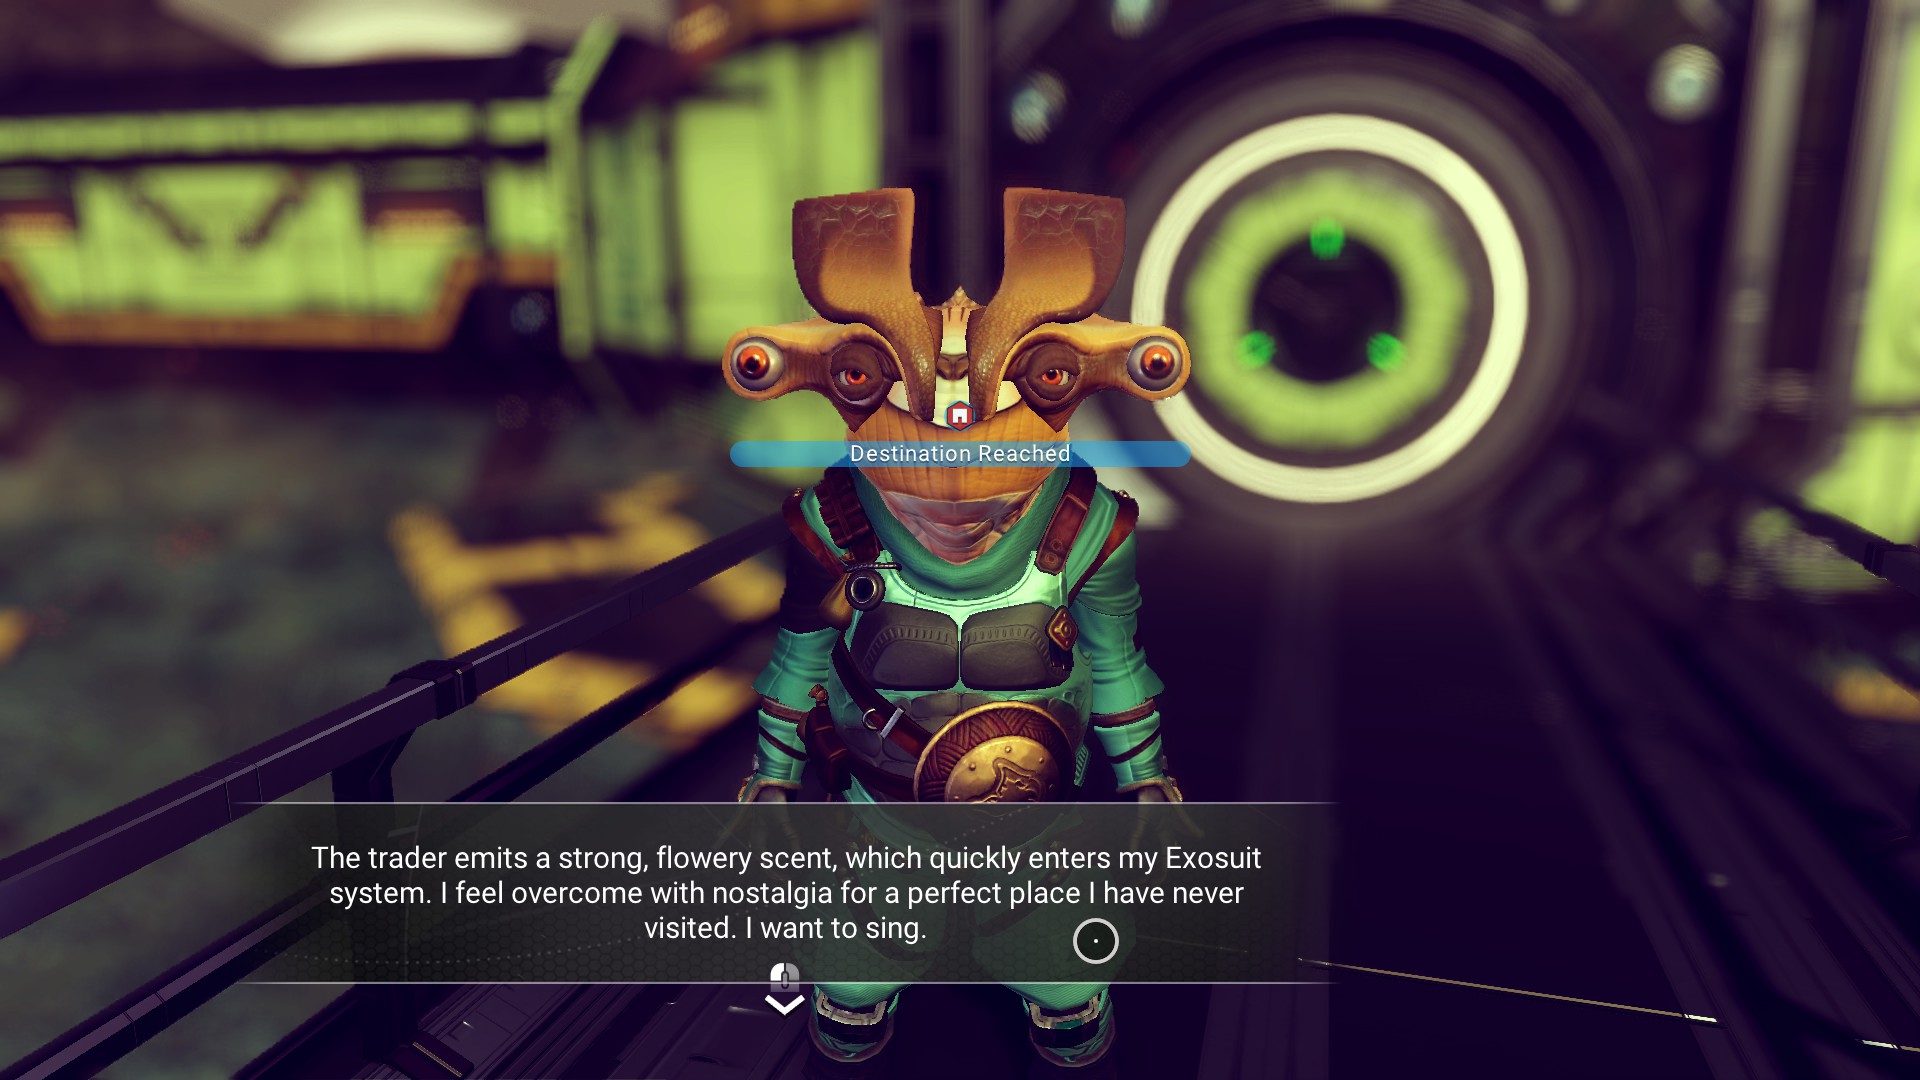 Destination Reached
The trader emits a strong, flowery scent, which quickly enters my Exosuit
system. I feel overcome with nostalgia for a perfect place I have never
visited. I want to sing.